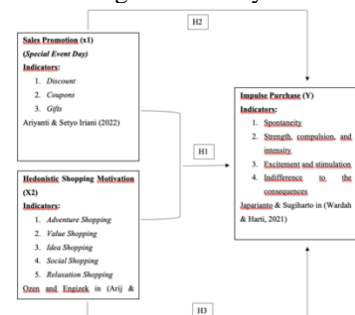 H2
Sales Promotion (x1)
(Special Event Day)
Indicators:
1. Discount
2. Coupons
3. Gifts
Ariyanti & Setyo Iriani (2022)
H1
Hedonistic Shopping Motivation
(X2)
Indicators:
1. Adventure Shopping
2. Value Shopping
3. Idea Shopping
4. Social Shopping
5. Relaxation Shopping
Ozen and Engizek in (Arij &
Impulse Purchase (Y)
Indicators:
1. Spontaneity
2. Strength, compulsion, and
intensity
3. Excitement and stimulation
4. Indifference to the
consequences
Japarianto & Sugiharto in (Wardah
& Harti, 2021)
H3